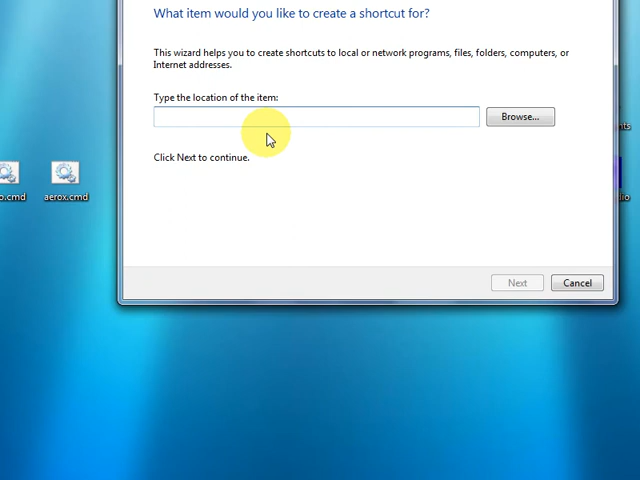 What item would you like to create a shortcut for?
This wizard helps you to create shortcuts to local or network programs, files, folders, computers, or
Internet addresses.
Type the location of the item:
Browse...
Click Next to continue.
o.cmd
aerox.cmd
Next
Cancel